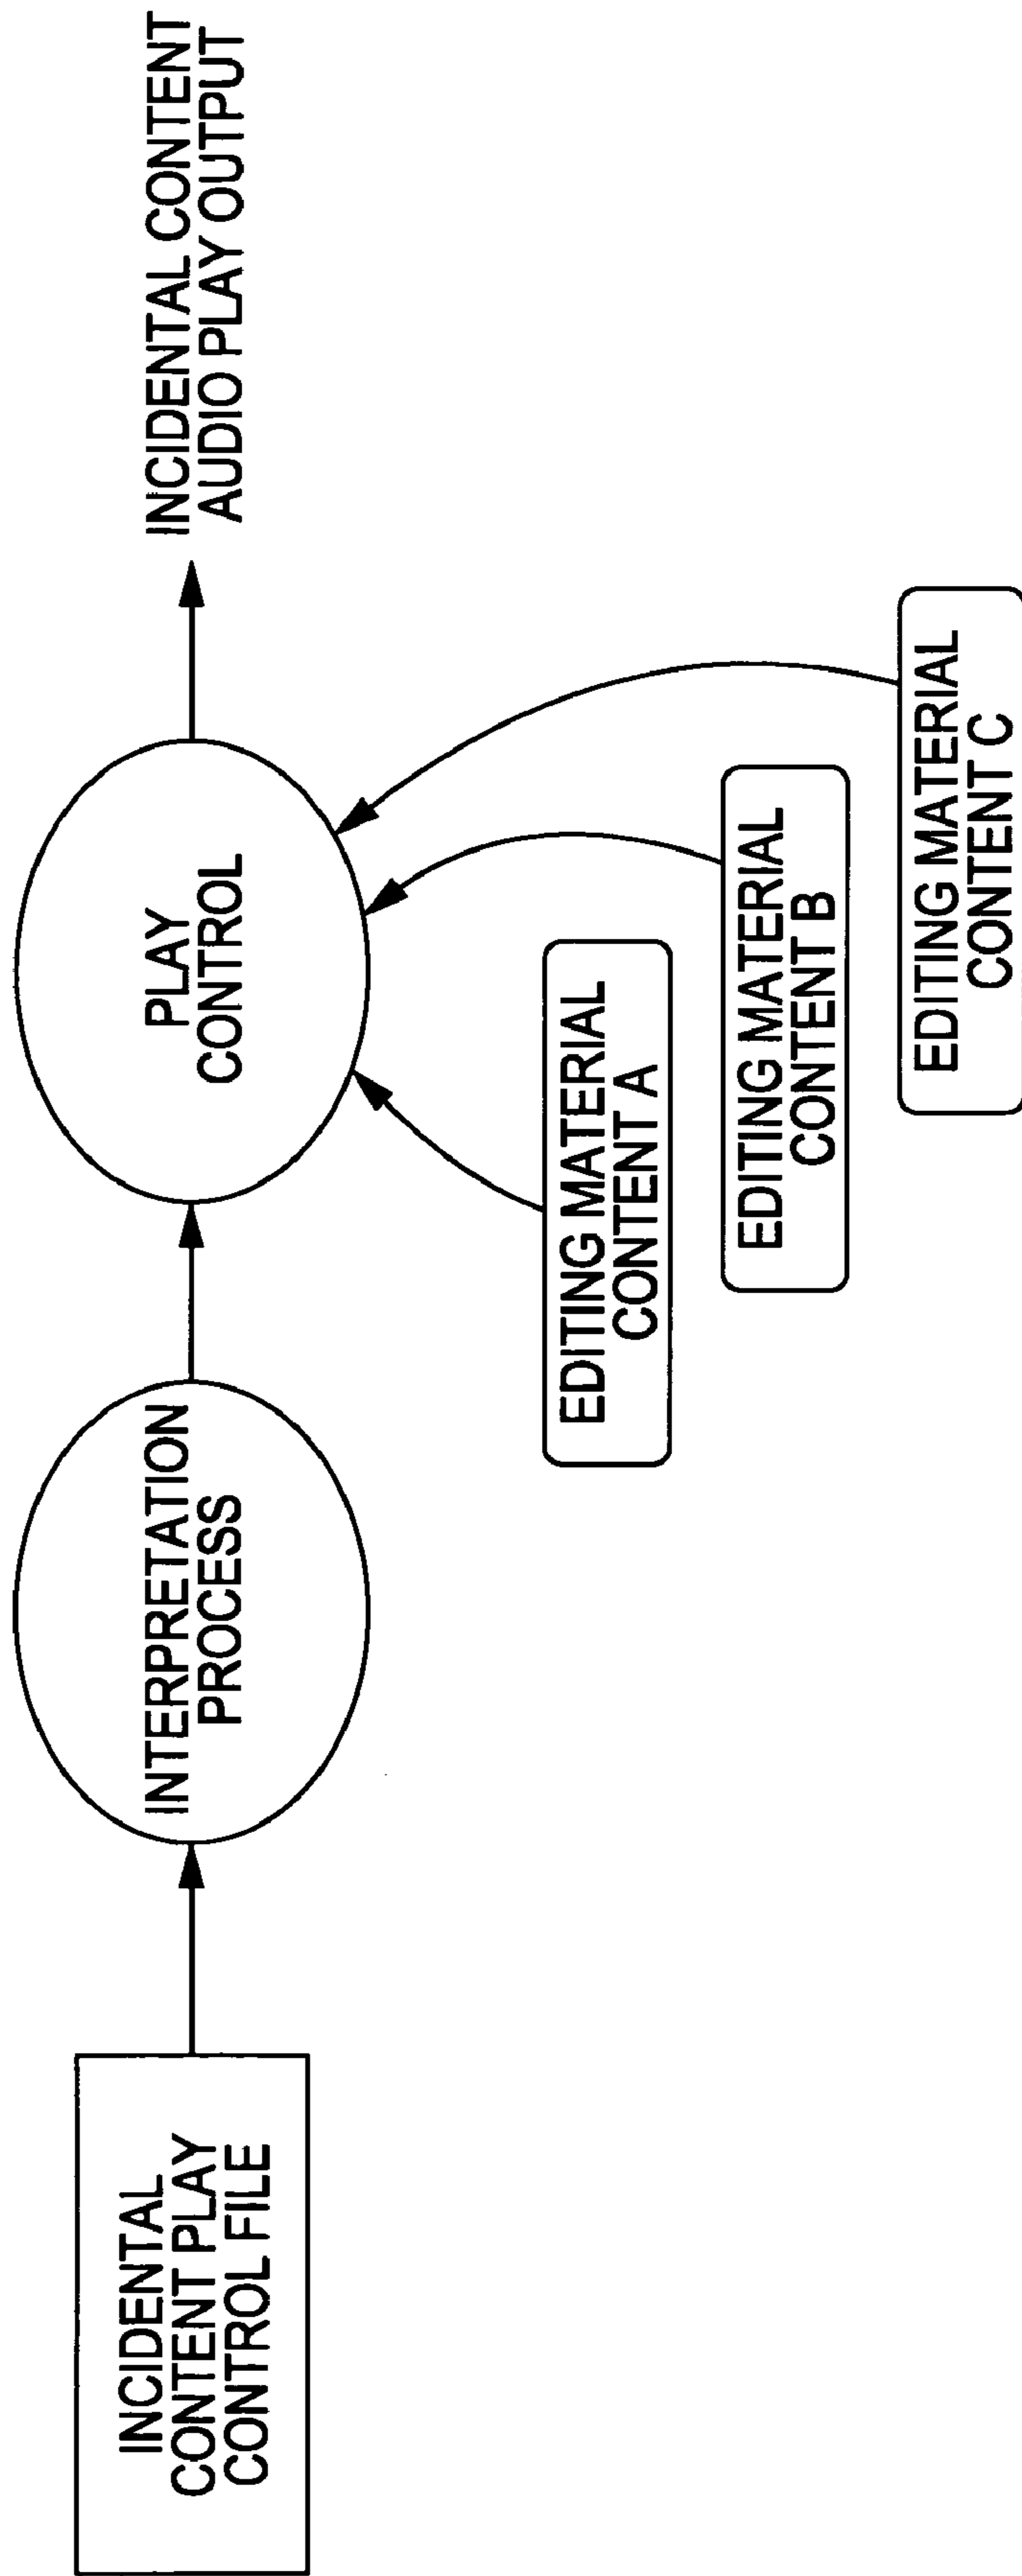 INCIDENTAL
CONTENT PLAY
CONTROL FILE
INTERPRETATION
PROCESS
PLAY
CONTROL
INCIDENTAL CONTENT
AUDIO PLAY OUTPUT
EDITING MATERIAL
CONTENT A
EDITING MATERIAL
CONTENT B
EDITING MATERIAL
CONTENT C